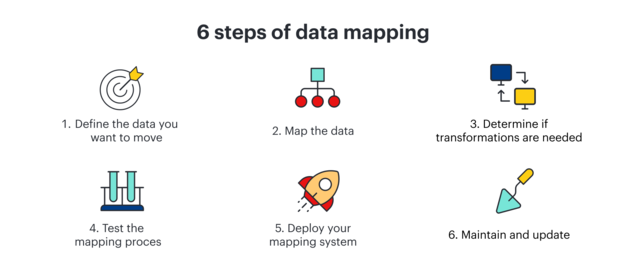 6 steps of data mapping
1. Define the data you
want to move
2. Map the data
3. Determine if
transformations are needed
4. Test the
mapping proces
5. Deploy your
mapping system
6. Maintain and update